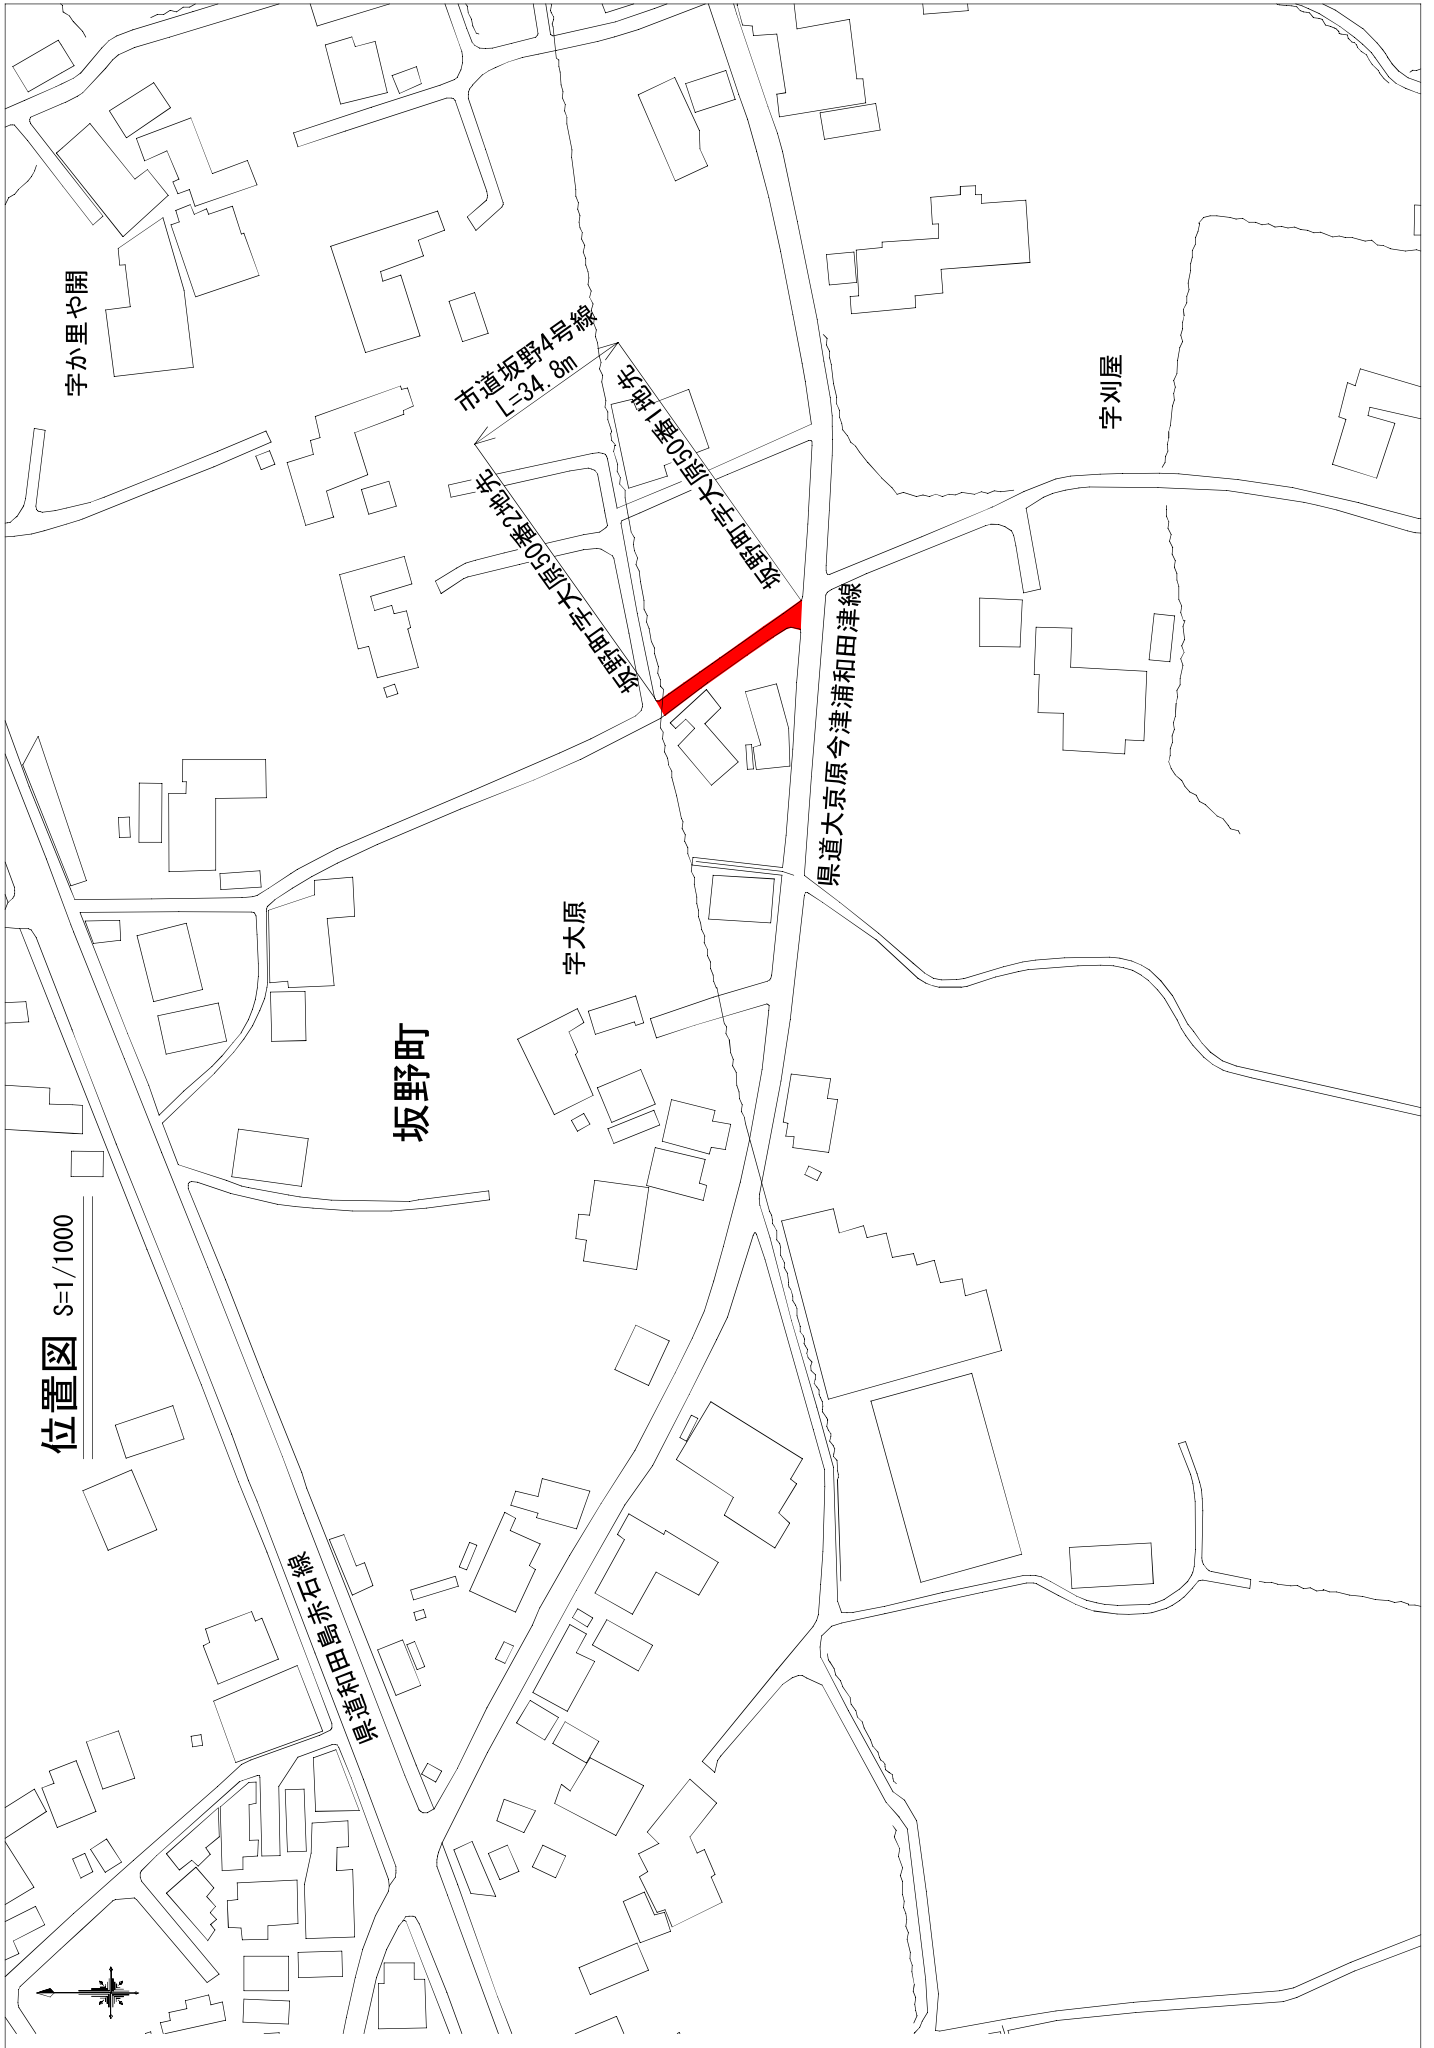 位置図 S=1/1000
字か里や開
市道坂野4号線
L=34.8m
坂野町字大原50番2地先
坂野町字大原50番1地先
字刈屋
県道大京原今津浦和田津線
字大原
坂野町
県道和田島赤石線